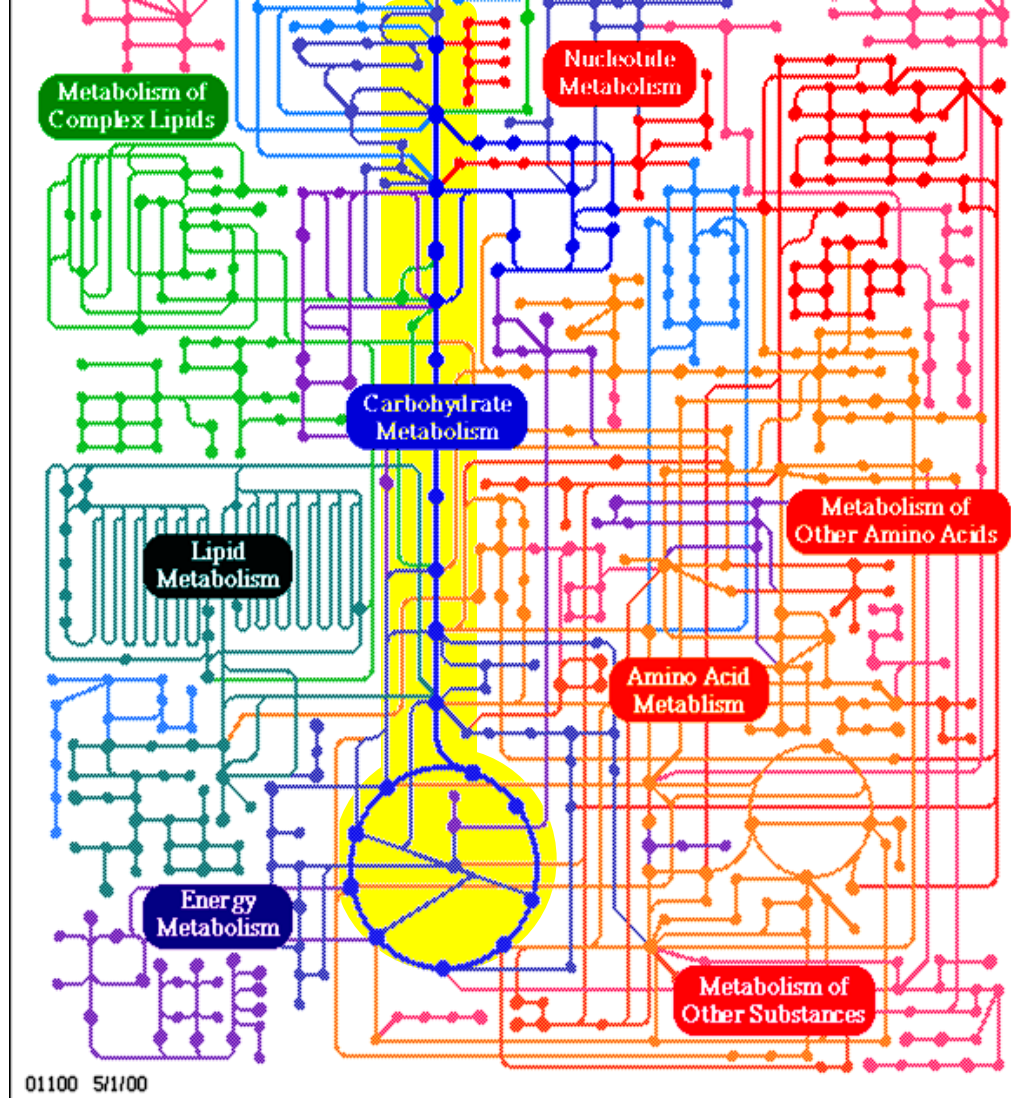 Nucleotide
Metabolism
Metabolism of
Complex Lipids
Carbohydrate
Metabolism
Metabolism of
Other Amino Acids
Lipid
Metabolism
Amino Acid
Metablism
Energy
Metabolism
Metabolism of
Other Substances
01100 5/1/00